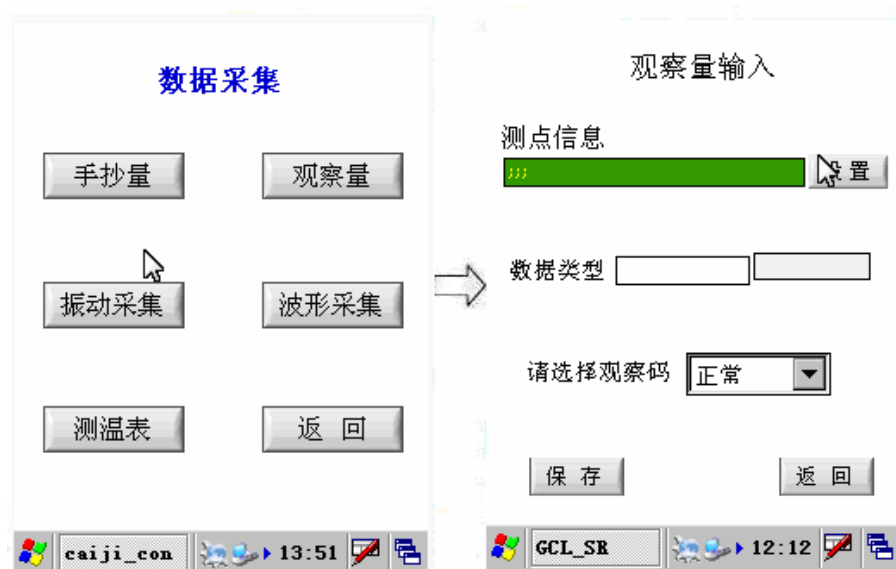 数据采集
手抄量 观察量
振动采集 波形采集
测温表 返 回
caiji_con 13:51
观察量输入
测点信息
;;; 置
数据类型
请选择观察码 正常
保 存 返 回
GCL_SR 12:12